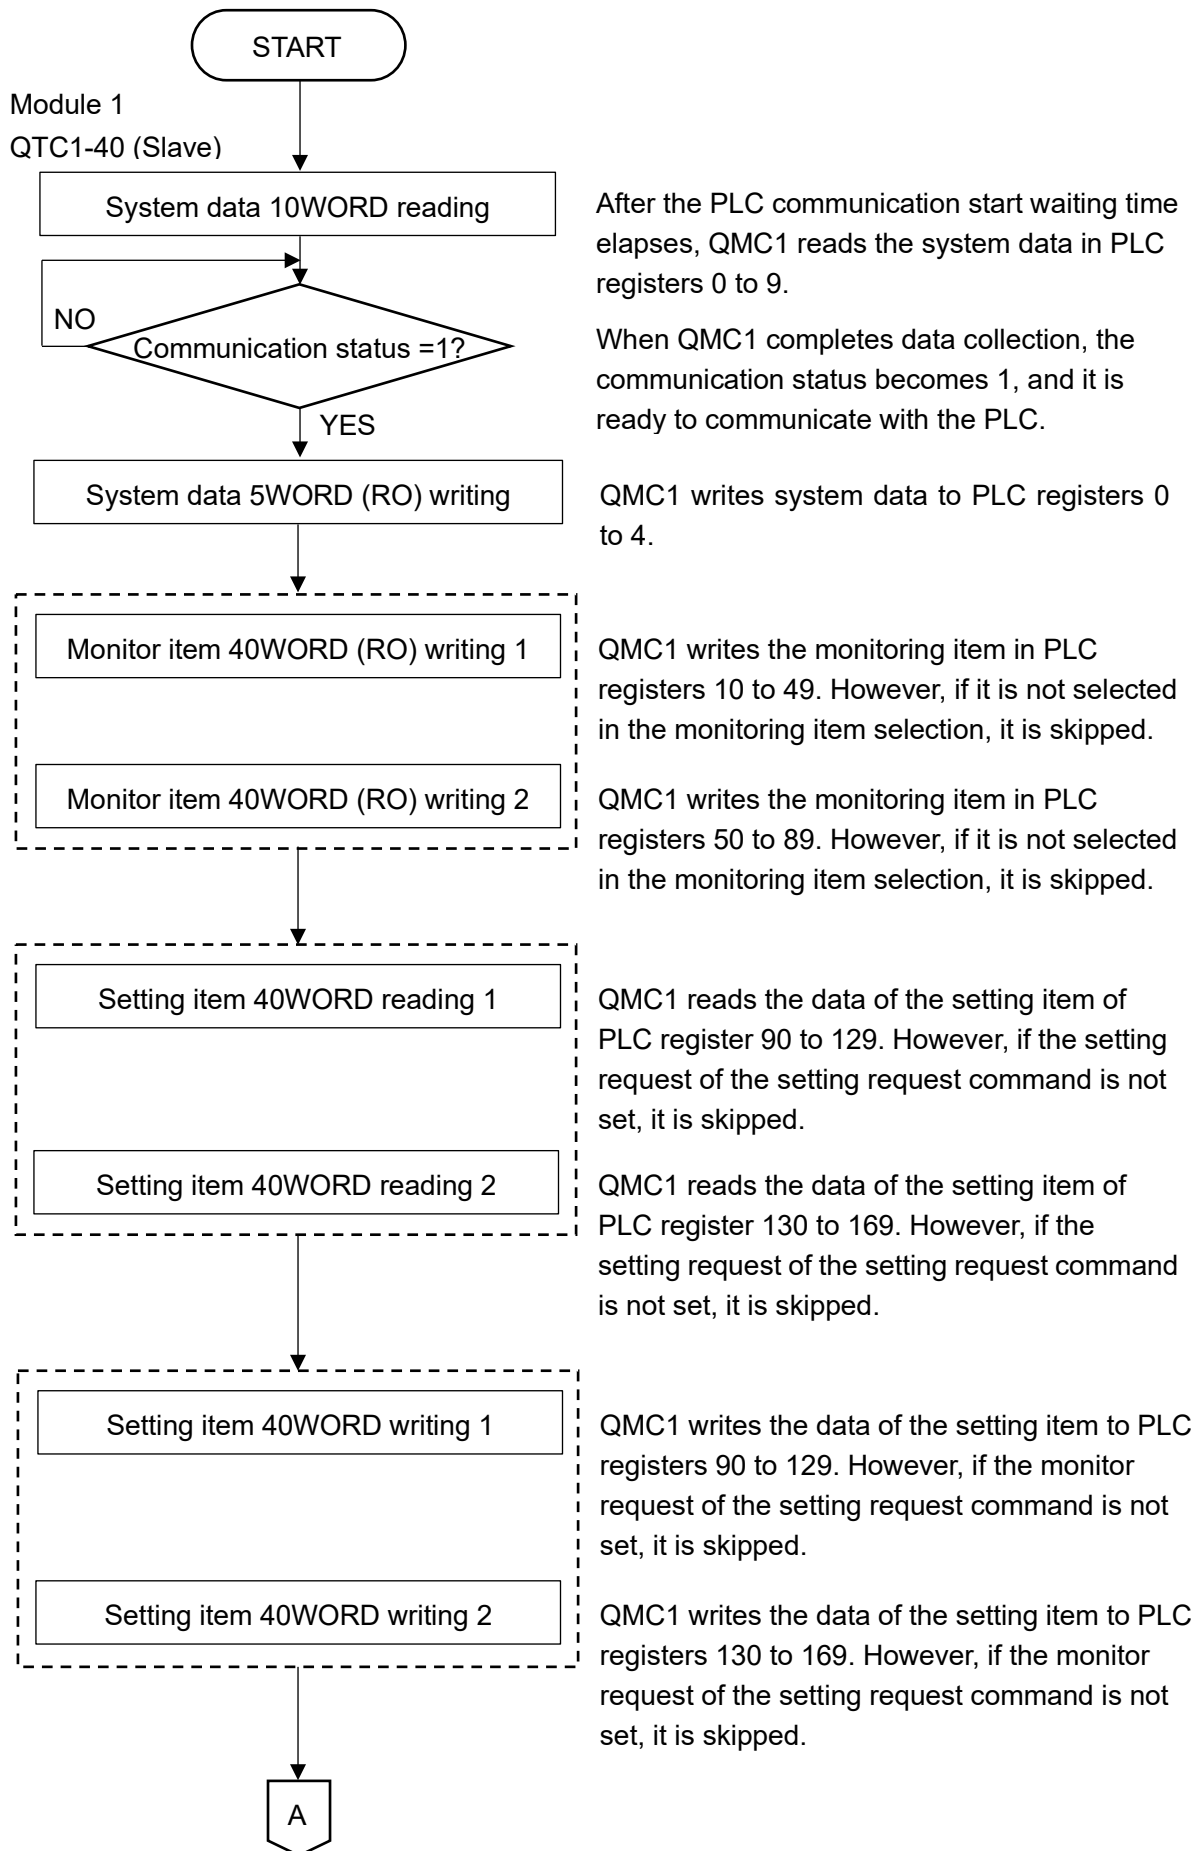 START
Module 1
QTC1-40 (Slave)
System data 10WORD reading
After the PLC communication start waiting time
elapses, QMC1 reads the system data in PLC
registers 0 to 9.
NO
Communication status =1?
When QMC1 completes data collection, the
communication status becomes 1, and it is
ready to communicate with the PLC.
YES
System data 5WORD (RO) writing
QMC1 writes system data to PLC registers 0
to 4.
Monitor item 40WORD (RO) writing 1
QMC1 writes the monitoring item in PLC
registers 10 to 49. However, if it is not selected
in the monitoring item selection, it is skipped.
Monitor item 40WORD (RO) writing 2
QMC1 writes the monitoring item in PLC
registers 50 to 89. However, if it is not selected
in the monitoring item selection, it is skipped.
Setting item 40WORD reading 1
QMC1 reads the data of the setting item of
PLC register 90 to 129. However, if the setting
request of the setting request command is not
set, it is skipped.
Setting item 40WORD reading 2
QMC1 reads the data of the setting item of
PLC register 130 to 169. However, if the
setting request of the setting request command
is not set, it is skipped.
Setting item 40WORD writing 1
QMC1 writes the data of the setting item to PLC
registers 90 to 129. However, if the monitor
request of the setting request command is not
set, it is skipped.
Setting item 40WORD writing 2
QMC1 writes the data of the setting item to PLC
registers 130 to 169. However, if the monitor
request of the setting request command is not
set, it is skipped.
A